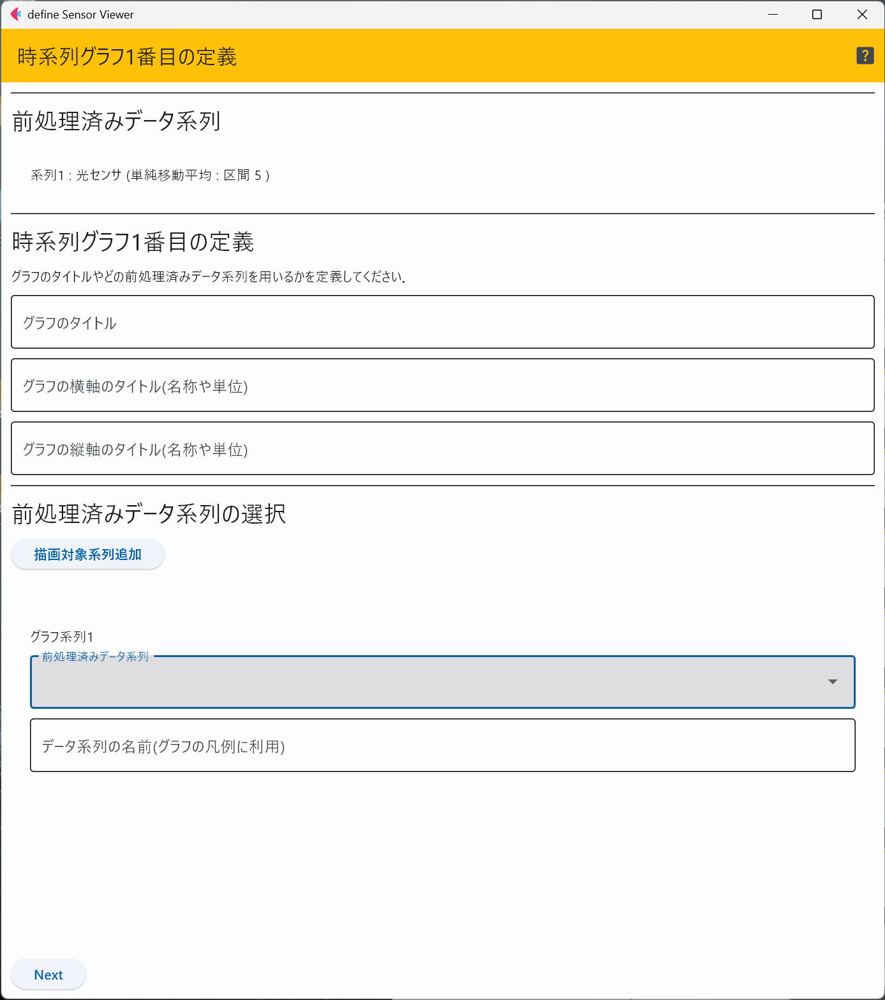 define Sensor Viewer
時系列グラフ1番目の定義
?
前処理済みデータ系列
系列1 : 光センサ (単純移動平均 : 区間 5 )
時系列グラフ1番目の定義
グラフのタイトルやどの前処理済みデータ系列を用いるかを定義してください．
グラフのタイトル
グラフの横軸のタイトル(名称や単位)
グラフの縦軸のタイトル(名称や単位)
前処理済みデータ系列の選択
描画対象系列追加
グラフ系列1
前処理済みデータ系列
データ系列の名前(グラフの凡例に利用)
Next